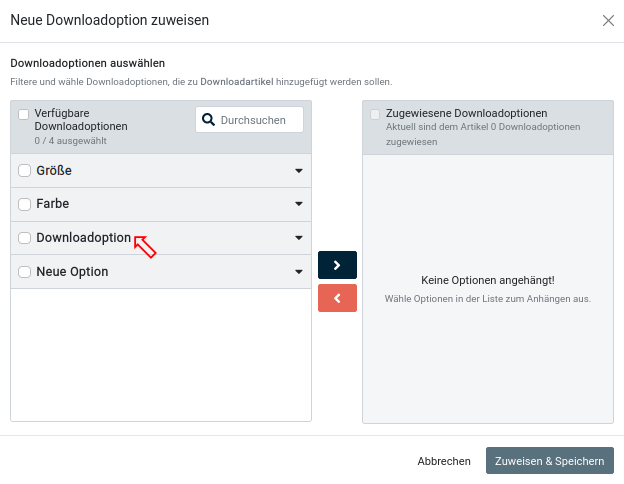 Neue Downloadoption zuweisen
Downloadoptionen auswählen
Filtere und wähle Downloadoptionen, die zu Downloadartikel hinzugefügt werden sollen.
Verfügbare
Downloadoptionen
0 / 4 ausgewählt
Durchsuchen
Größe
Farbe
Downloadoption
Neue Option
Zugewiesene Downloadoptionen
Aktuell sind dem Artikel 0 Downloadoptionen
zugewiesen
Keine Optionen angehängt!
Wähle Optionen in der Liste zum Anhängen aus.
Abbrechen
Zuweisen & Speichern